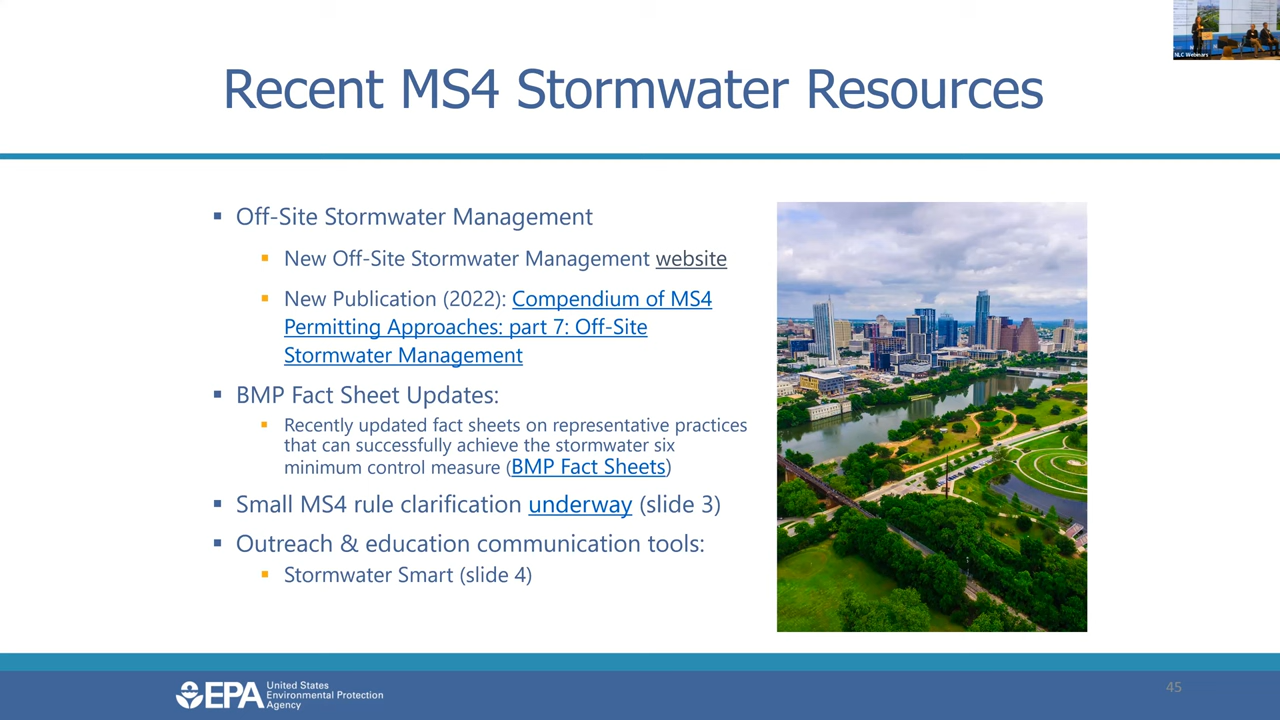 NLC Webinars
Recent MS4 Stormwater Resources
▪ Off-Site Stormwater Management
▪ New Off-Site Stormwater Management website
▪ New Publication (2022): Compendium of MS4
Permitting Approaches: part 7: Off-Site
Stormwater Management
▪ BMP Fact Sheet Updates:
▪ Recently updated fact sheets on representative practices
that can successfully achieve the stormwater six
minimum control measure (BMP Fact Sheets)
▪ Small MS4 rule clarification underway (slide 3)
▪ Outreach & education communication tools:
▪ Stormwater Smart (slide 4)
EPA
United States
Environmental Protection
Agency
45